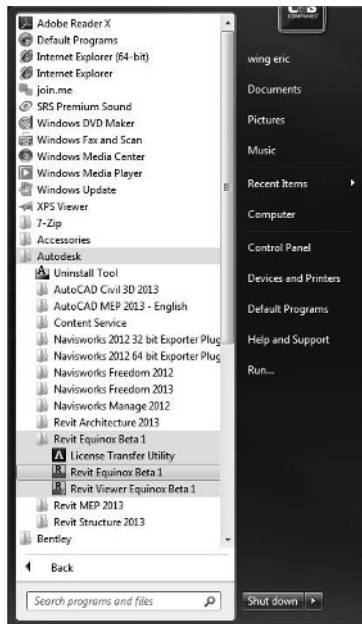 Adobe Reader X
Default Programs
Internet Explorer (64-bit)
Internet Explorer
join.me
SRS Premium Sound
Windows DVD Maker
Windows Fax and Scan
Windows Media Center
Windows Media Player
Windows Update
XPS Viewer
7-Zip
Accessories
Autodesk
Uninstall Tool
AutoCAD Civil 3D 2013
AutoCAD MEP 2013 - English
Content Service
Navisworks 2012 32 bit Exporter Plug
Navisworks 2012 64 bit Exporter Plug
Navisworks Freedom 2012
Navisworks Freedom 2013
Navisworks Manage 2012
Revit Architecture 2013
Revit Equinox Beta 1
License Transfer Utility
Revit Equinox Beta 1
Revit Viewer Equinox Beta 1
Revit MEP 2013
Revit Structure 2013
Bentley
Back
Search programs and files
COMPANIES
wing eric
Documents
Pictures
Music
Recent Items
Computer
Control Panel
Devices and Printers
Default Programs
Help and Support
Run...
Shut down